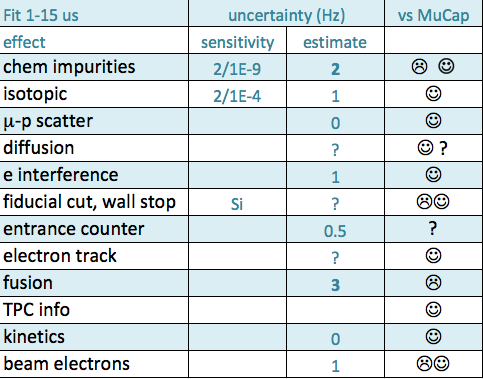 Fit 1-15 us uncertainty (Hz) vs MuCap
effect sensitivity estimate
chem impurities 2/1E-9 2 ☹ ☺
isotopic 2/1E-4 1 ☺
μ-p scatter 0 ☺
diffusion ? ☺ ?
e interference 1 ☺
fiducial cut, wall stop Si ? ☹☺
entrance counter 0.5 ?
electron track ? ☺
fusion 3 ☹
TPC info ☺
kinetics 0 ☺
beam electrons 1 ☹☺